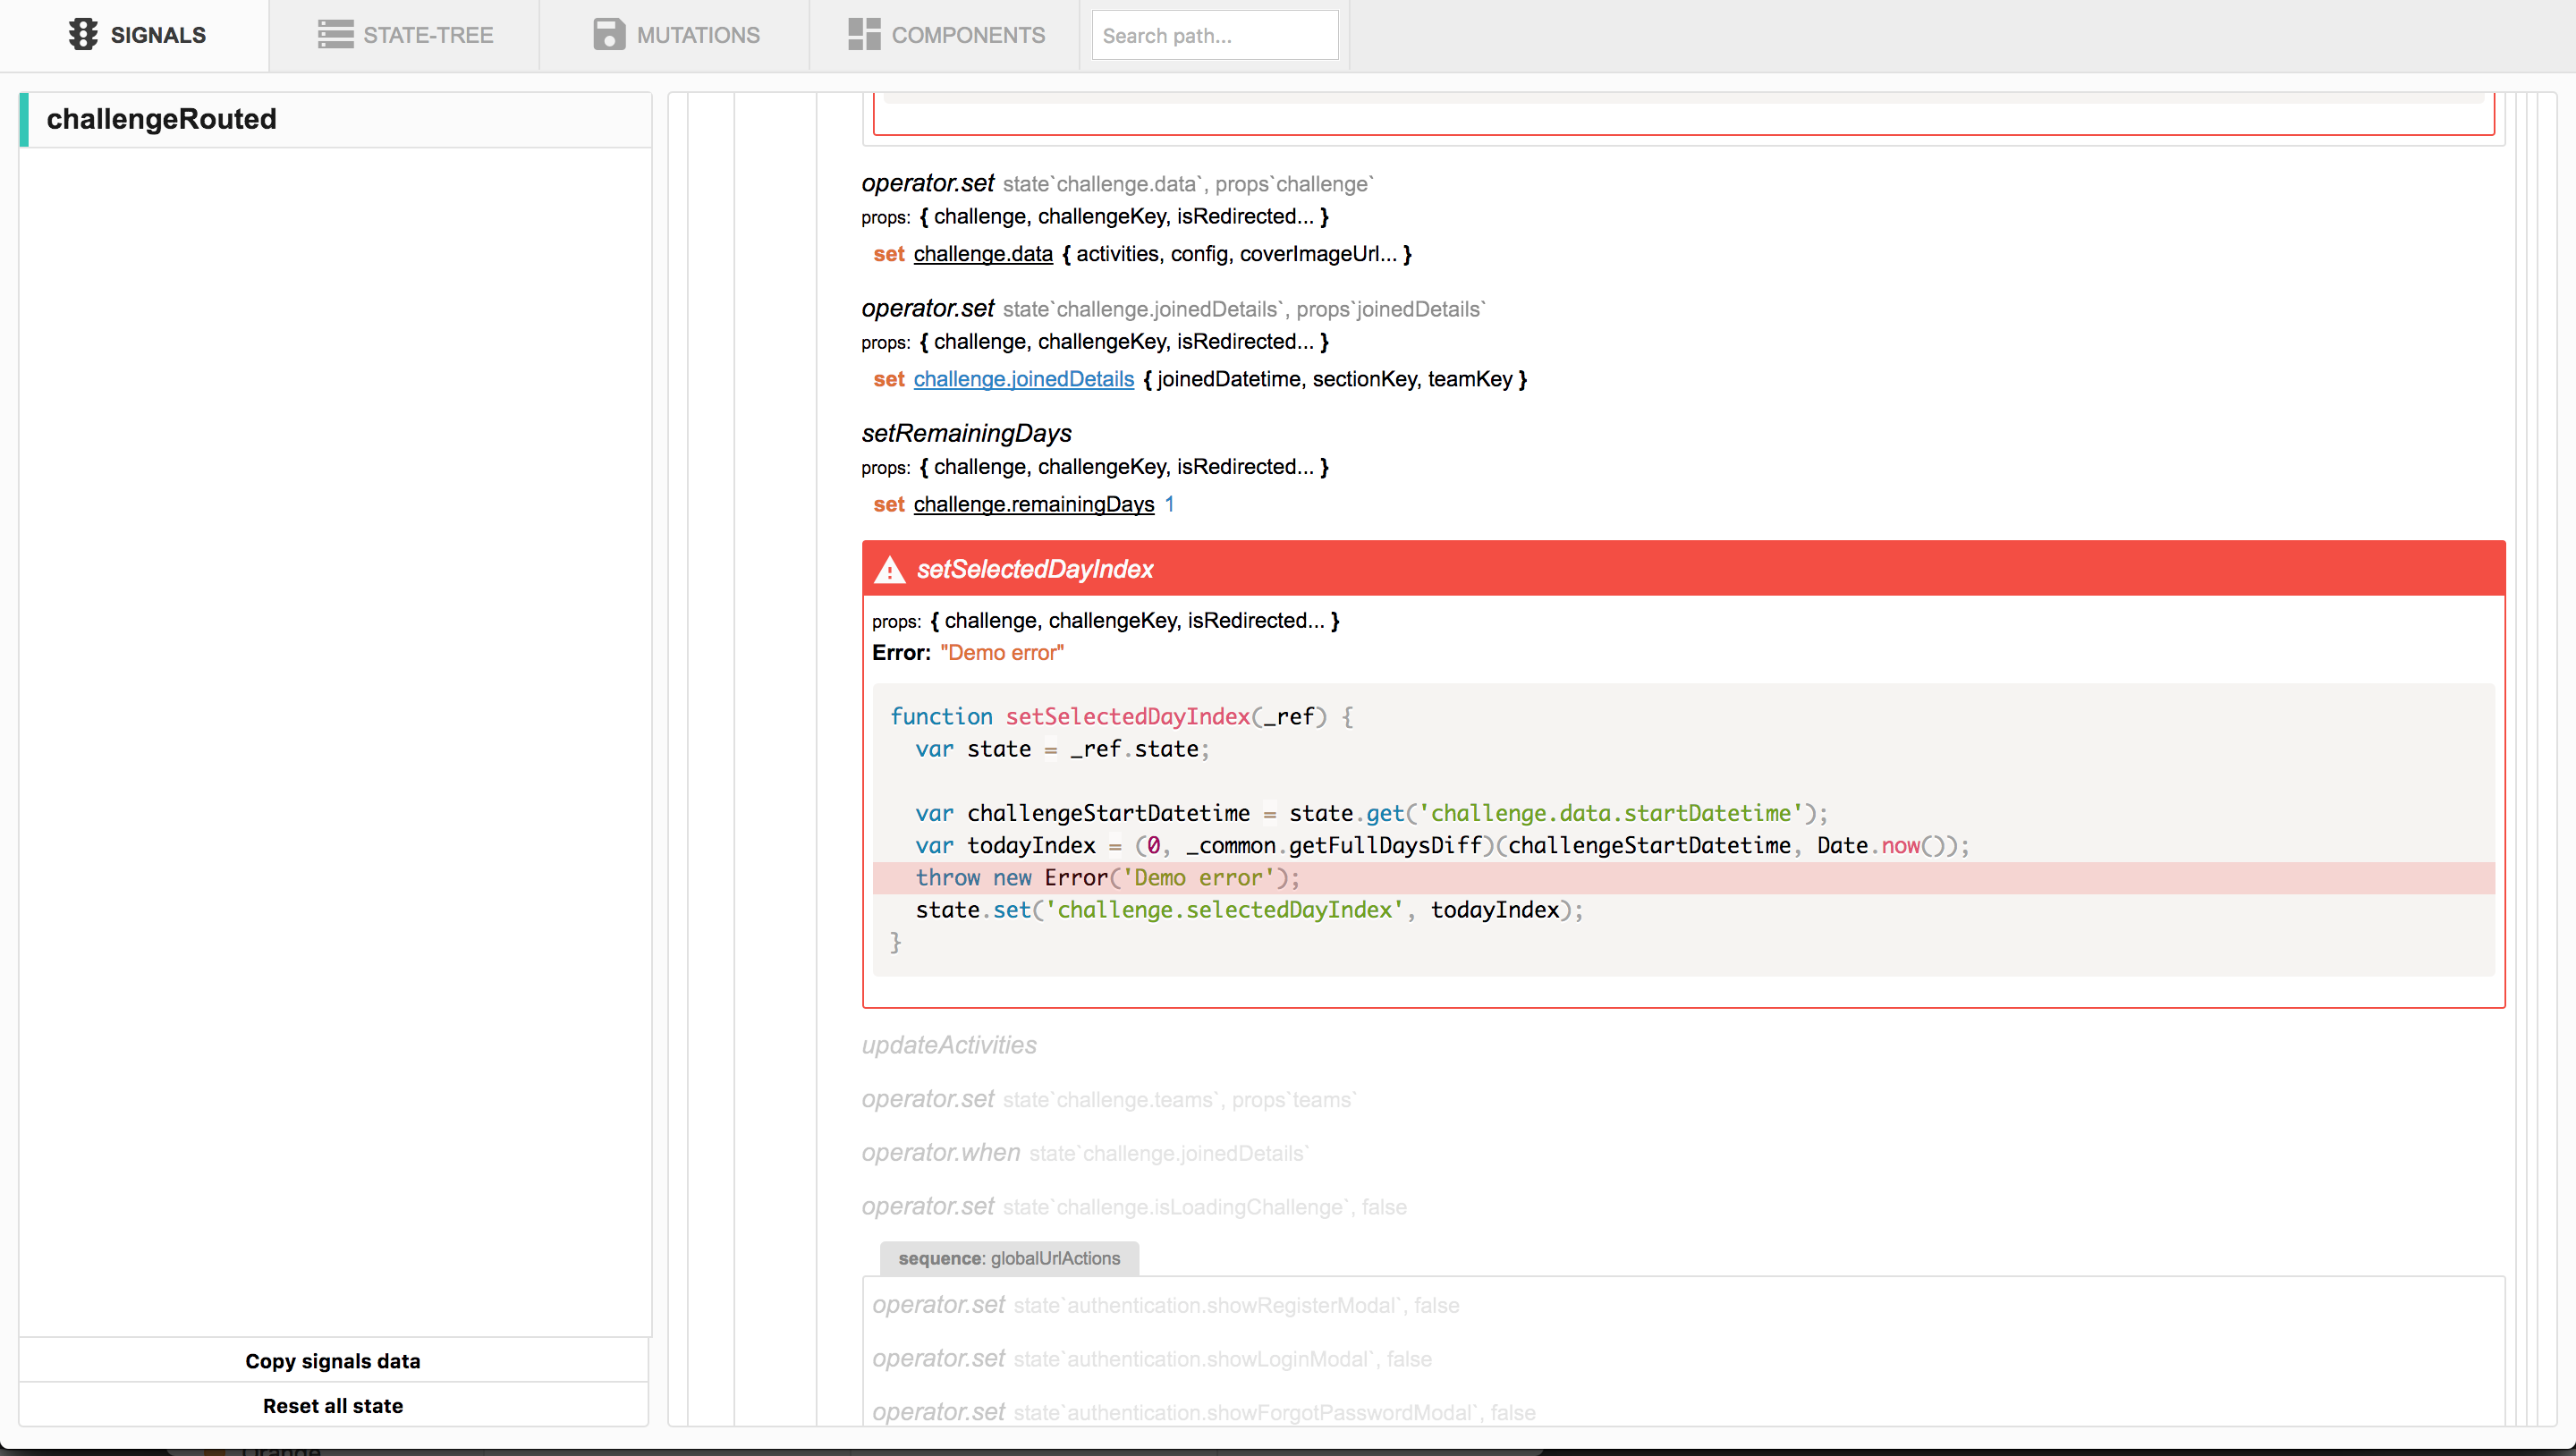 SIGNALS
STATE-TREE
MUTATIONS
COMPONENTS
Search path...
challengeRouted
operator.set state`challenge.data`, props`challenge`
props: { challenge, challengeKey, isRedirected... }
set challenge.data { activities, config, coverImageUrl... }
operator.set state`challenge.joinedDetails`, props`joinedDetails`
props: { challenge, challengeKey, isRedirected... }
set challenge.joinedDetails { joinedDatetime, sectionKey, teamKey }
setRemainingDays
props: { challenge, challengeKey, isRedirected... }
set challenge.remainingDays 1
setSelectedDayIndex
props: { challenge, challengeKey, isRedirected... }
Error: "Demo error"
function setSelectedDayIndex(_ref) {
var state = _ref.state;
var challengeStartDatetime = state.get('challenge.data.startDatetime');
var todayIndex = (0, _common.getFullDaysDiff)(challengeStartDatetime, Date.now());
throw new Error('Demo error');
state.set('challenge.selectedDayIndex', todayIndex);
}
updateActivities
operator.set state`challenge.teams`, props`teams`
operator.when state`challenge.joinedDetails`
operator.set state`challenge.isLoadingChallenge`, false
sequence: globalUrlActions
operator.set state`authentication.showRegisterModal`, false
operator.set state`authentication.showLoginModal`, false
operator.set state`authentication.showForgotPasswordModal`, false
Copy signals data
Reset all state